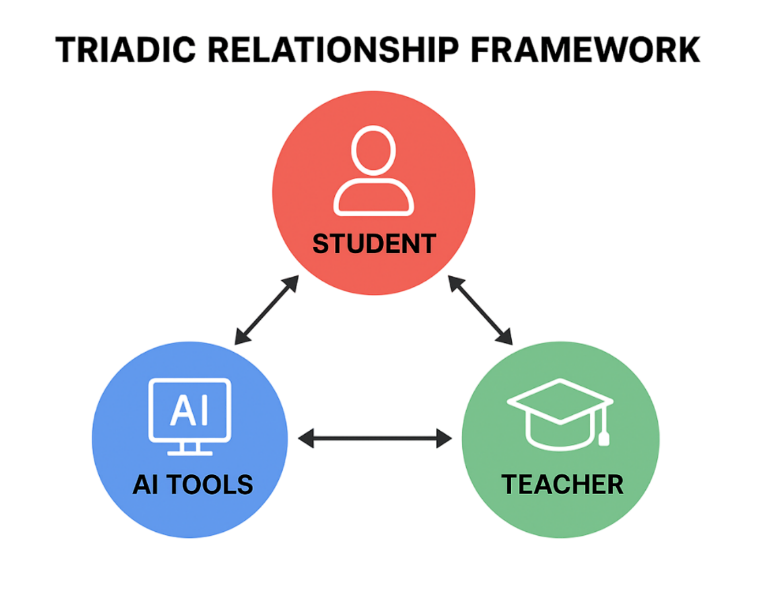 TRIADIC RELATIONSHIP FRAMEWORK
STUDENT
AI
AI TOOLS
TEACHER